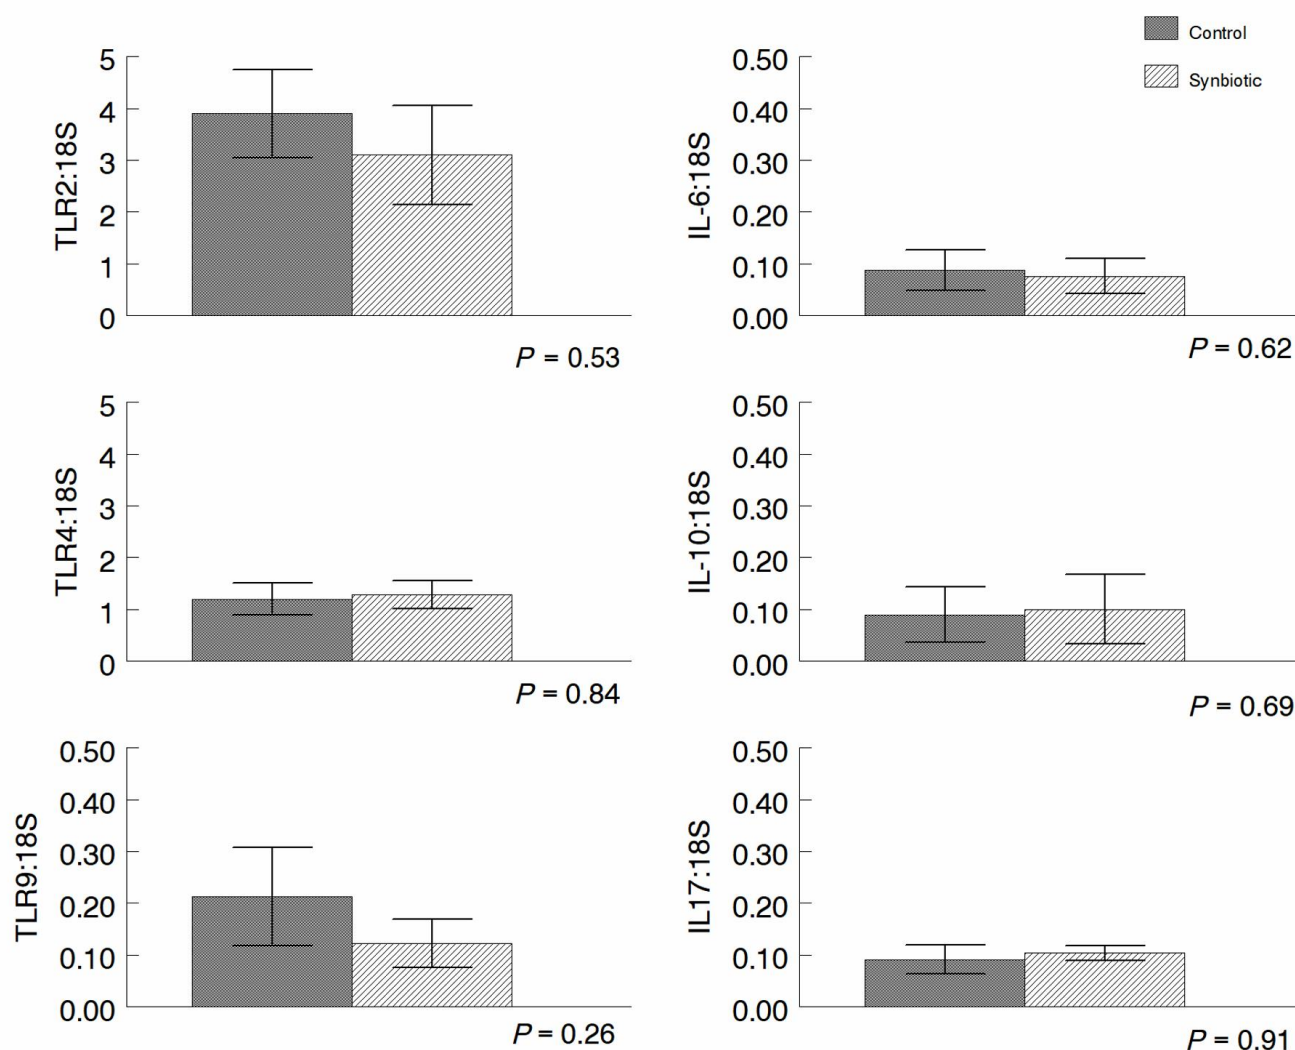 Control
Synbiotic
TLR2:18S
5
4
3
2
1
0
P = 0.53
IL-6:18S
0.50
0.40
0.30
0.20
0.10
0.00
P = 0.62
TLR4:18S
5
4
3
2
1
0
P = 0.84
IL-10:18S
0.50
0.40
0.30
0.20
0.10
0.00
P = 0.69
TLR9:18S
0.50
0.40
0.30
0.20
0.10
0.00
P = 0.26
IL17:18S
0.50
0.40
0.30
0.20
0.10
0.00
P = 0.91